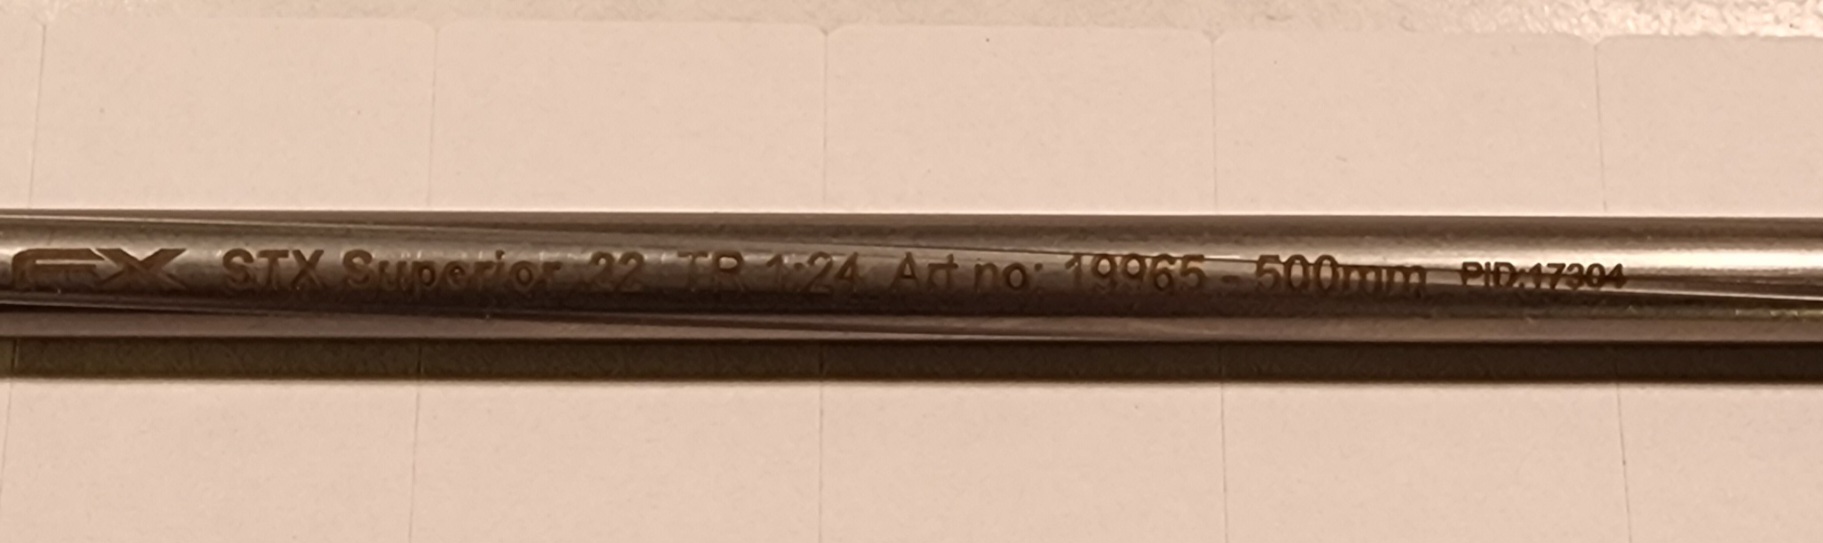 FX STX Superior .22 TR 1:24 Art no: 19965 - 500mm PID:17304